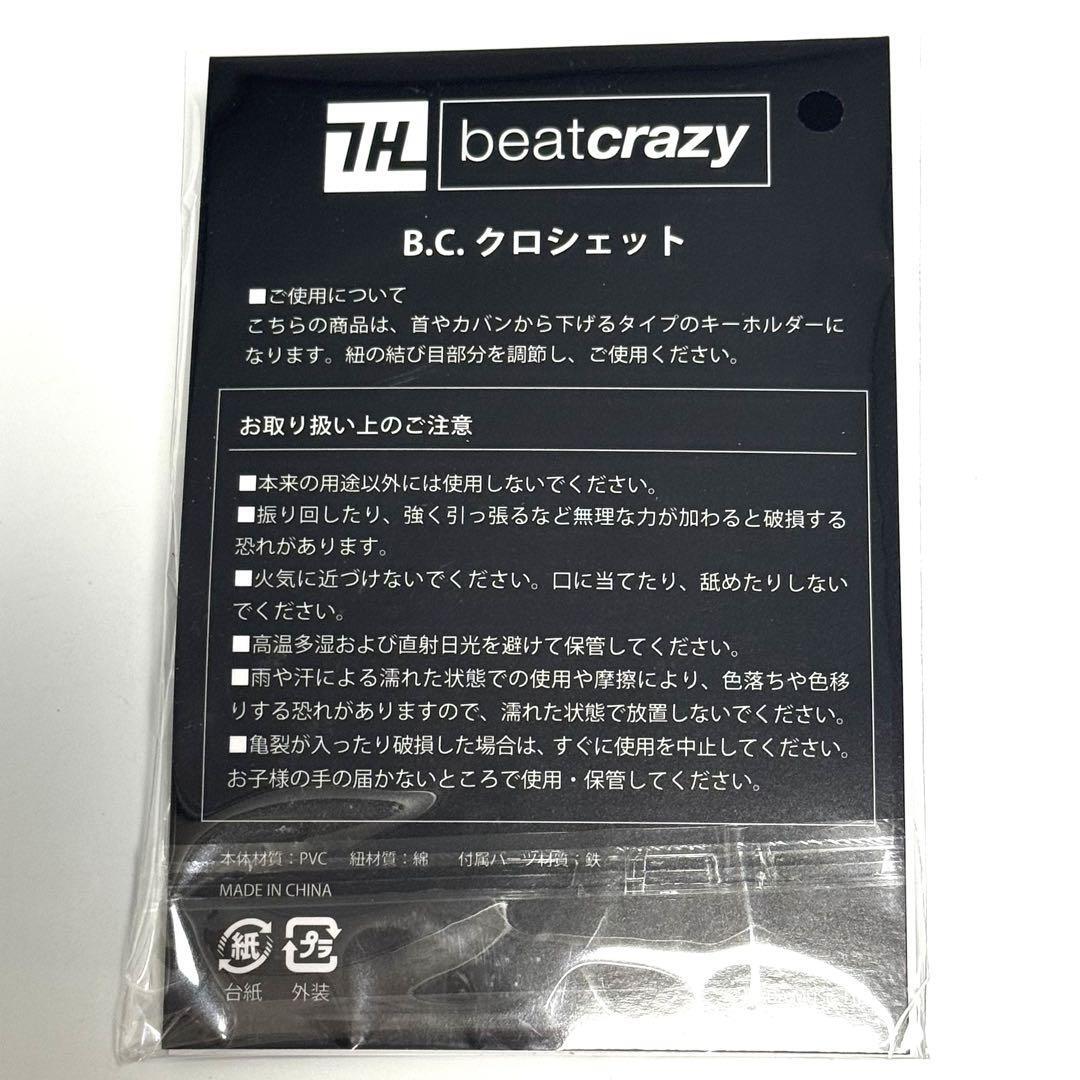 TH beatcrazy
B.C. クロシェット
■ご使用について
こちらの商品は、首やカバンから下げるタイプのキーホルダーに
なります。紐の結び目部分を調節し、ご使用ください。
お取り扱い上のご注意
■本来の用途以外には使用しないでください。
■振り回したり、強く引っ張るなど無理な力が加わると破損する
恐れがあります。
■火気に近づけないでください。口に当てたり、舐めたりしない
でください。
■高温多湿および直射日光を避けて保管してください。
■雨や汗による濡れた状態での使用や摩擦により、色落ちや色移
りする恐れがありますので、濡れた状態で放置しないでください。
■亀裂が入ったり破損した場合は、すぐに使用を中止してください。
お子様の手の届かないところで使用・保管してください。
本体材質：PVC 紐材質：綿 付属パーツ材質：鉄
MADE IN CHINA
紙 プラ
台紙 外装